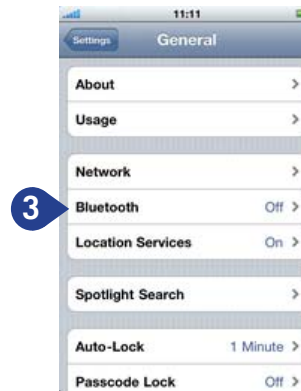 11:11
Settings General
About
Usage
Network
3 Bluetooth Off
Location Services On
Spotlight Search
Auto-Lock 1 Minute
Passcode Lock Off